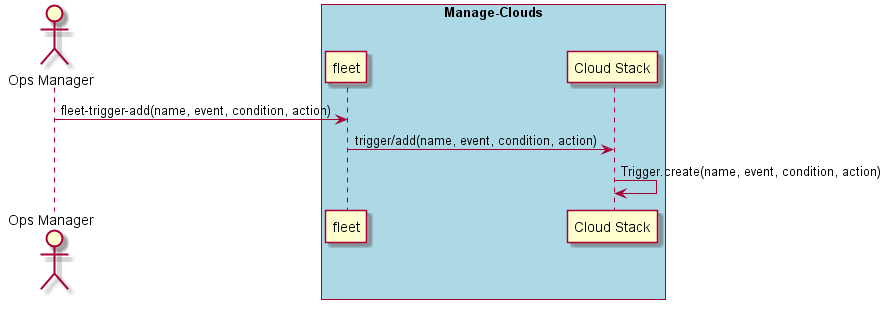 Manage-Clouds
Ops Manager
fleet
Cloud Stack
fleet-trigger-add(name, event, condition, action)
trigger/add(name, event, condition, action)
Trigger.create(name, event, condition, action)
Ops Manager
fleet
Cloud Stack